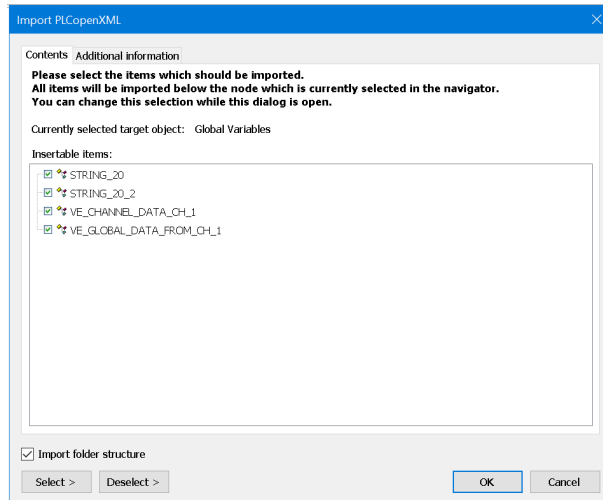 Import PLCopenXML
Contents Additional information
Please select the items which should be imported.
All items will be imported below the node which is currently selected in the navigator.
You can change this selection while this dialog is open.
Currently selected target object: Global Variables
Insertable items:
STRING_20
STRING_20_2
VE_CHANNEL_DATA_CH_1
VE_GLOBAL_DATA_FROM_CH_1
Import folder structure
Select > Deselect > OK Cancel